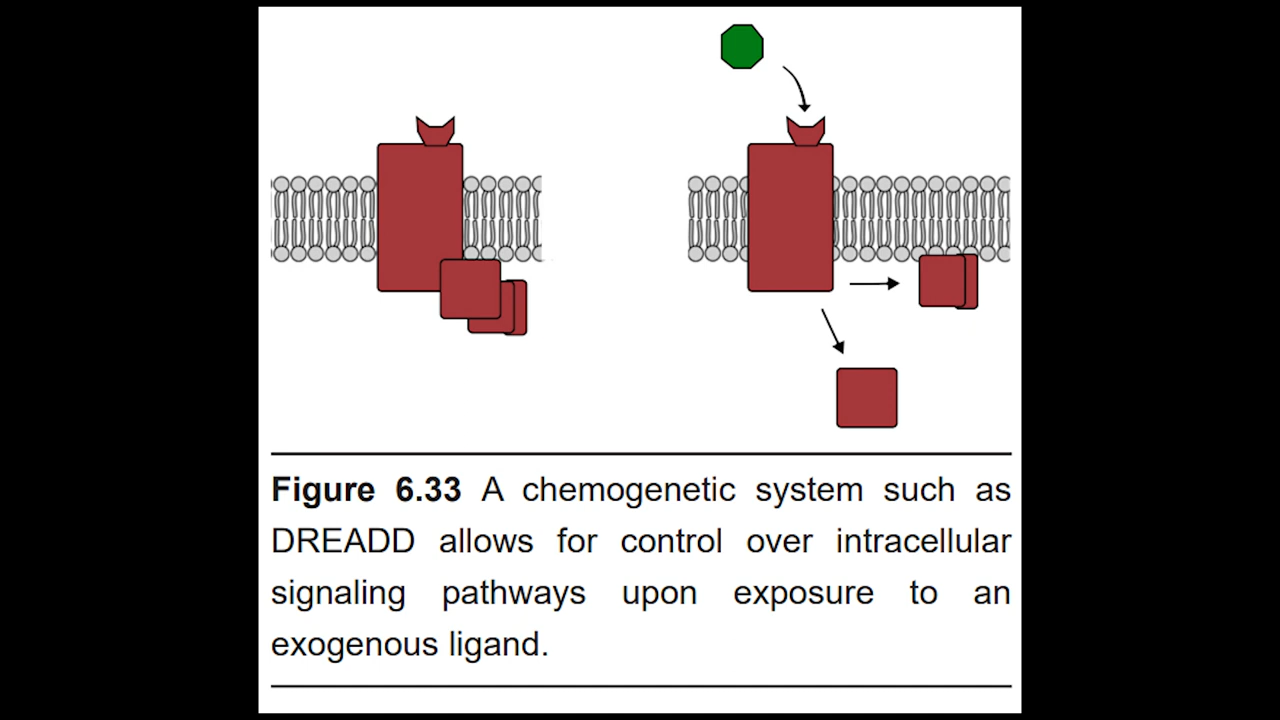 Figure 6.33 A chemogenetic system such as
DREADD allows for control over intracellular
signaling pathways upon exposure to an
exogenous ligand.